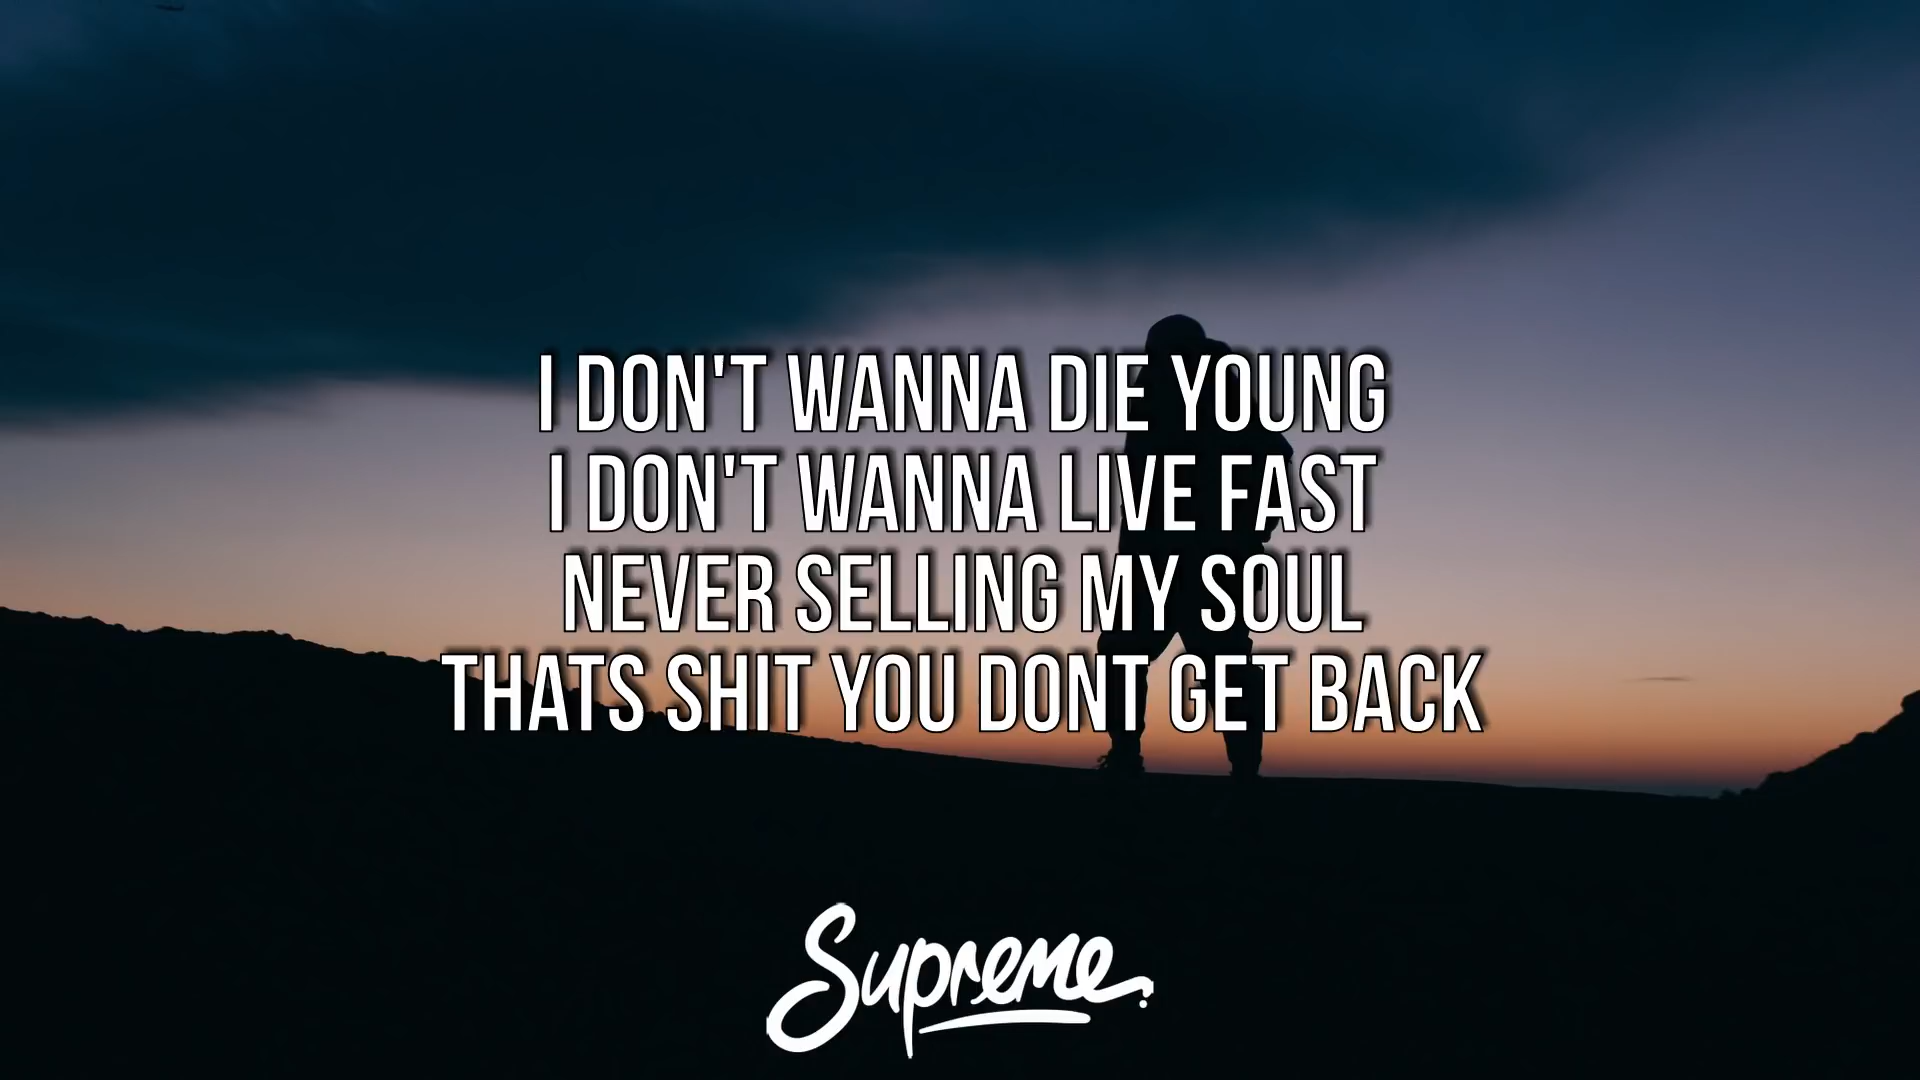 I DON'T WANNA DIE YOUNG
I DON'T WANNA LIVE FAST
NEVER SELLING MY SOUL
THATS SHIT YOU DONT GET BACK
Supreme